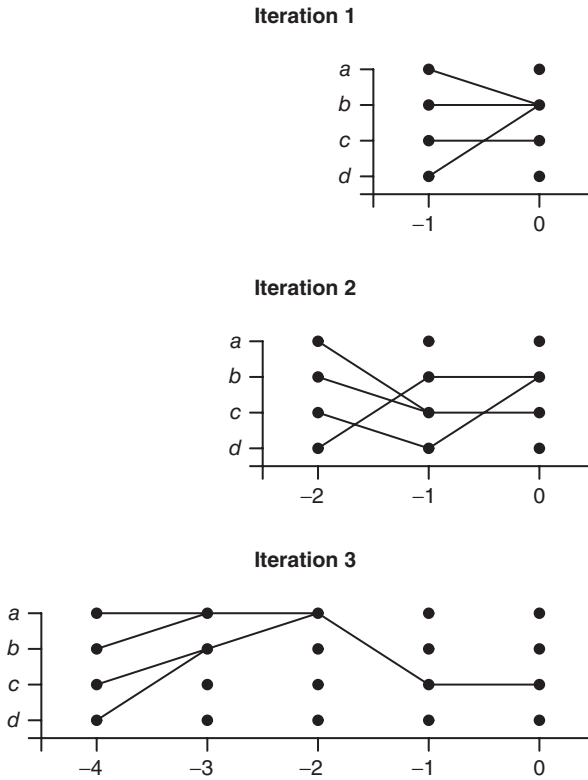 Iteration 1
a
b
c
d
−1 0
Iteration 2
a
b
c
d
−2 −1 0
Iteration 3
a
b
c
d
−4 −3 −2 −1 0